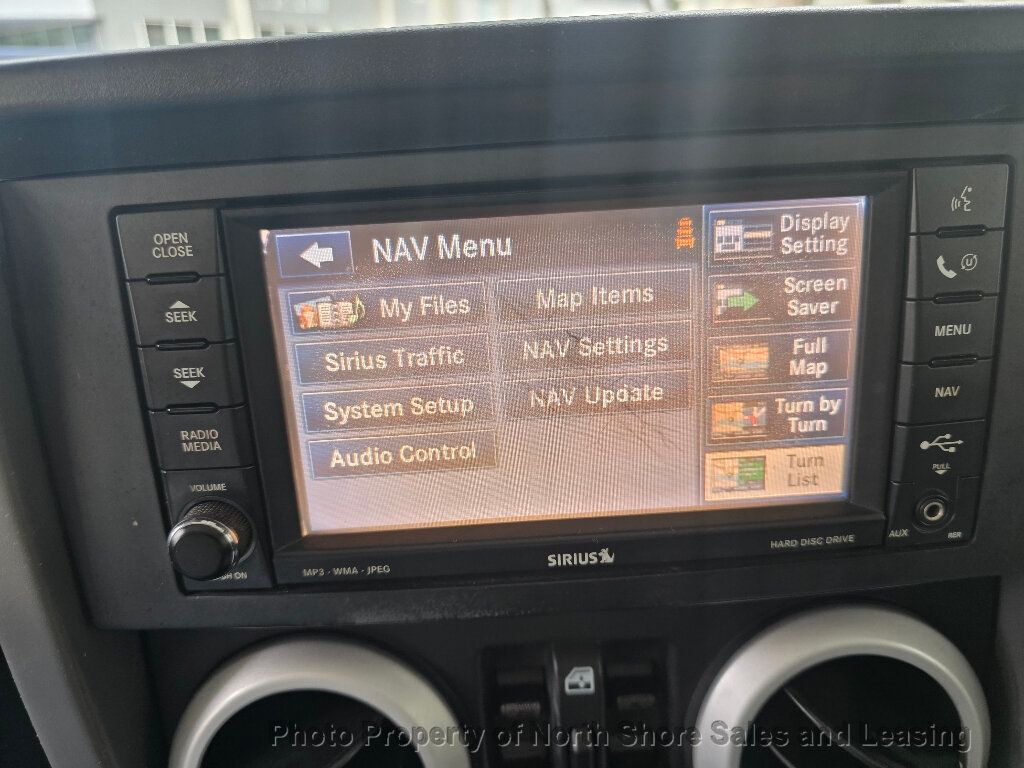 OPEN
CLOSE
SEEK
SEEK
RADIO
MEDIA
VOLUME
ON
NAV Menu
My Files
Sirius Traffic
System Setup
Audio Control
Map Items
NAV Settings
NAV Update
Display
Setting
Screen
Saver
Full
Map
Turn by
Turn
Turn
List
MENU
NAV
PULL
AUX
MP3 - WMA - JPEG
SIRIUS
HARD DISC DRIVE
Photo Property of North Shore Sales and Leasing